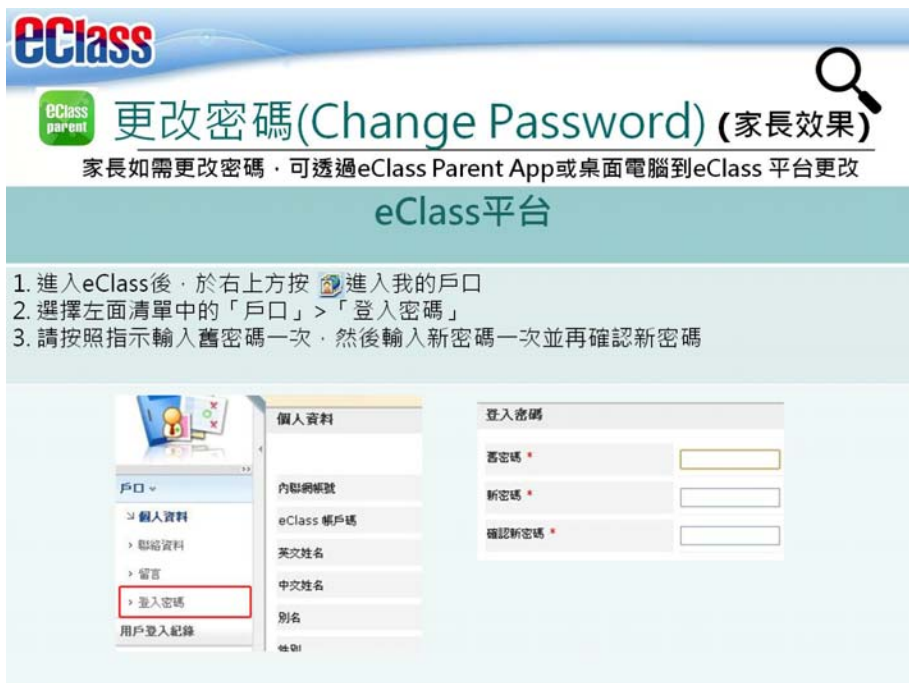 eClass
eClass
parent
更改密碼(Change Password) (家長效果)
家長如需更改密碼，可透過eClass Parent App或桌面電腦到eClass 平台更改
eClass平台
1. 進入eClass後，於右上方按 進入我的戶口
2. 選擇左面清單中的「戶口」>「登入密碼」
3. 請按照指示輸入舊密碼一次，然後輸入新密碼一次並再確認新密碼
戶口
個人資料
聯絡資料
留言
登入密碼
用戶登入紀錄
個人資料
內聯網帳號
eClass 帳戶碼
英文姓名
中文姓名
別名
性別
登入密碼
舊密碼 *
新密碼 *
確認新密碼 *